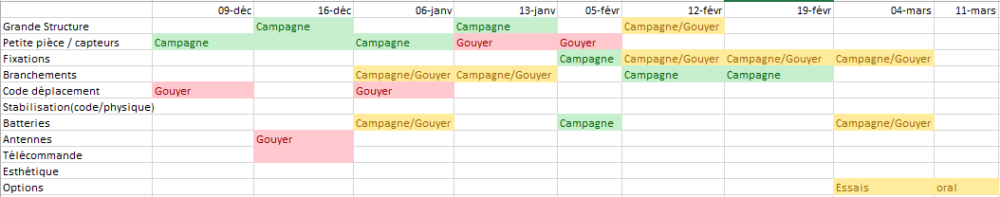 09-déc 16-déc 06-janv 13-janv 05-févr 12-févr 19-févr 04-mars 11-mars
Grande Structure Campagne Campagne Campagne/Gouyer
Petite pièce / capteurs Campagne Campagne Gouyer Gouyer
Fixations Campagne Campagne/Gouyer Campagne/Gouyer Campagne/Gouyer
Branchements Campagne/Gouyer Campagne/Gouyer Campagne Campagne
Code déplacement Gouyer Gouyer
Stabilisation(code/physique)
Batteries Campagne/Gouyer Campagne Campagne/Gouyer
Antennes Gouyer
Télécommande
Esthétique
Options Essais oral